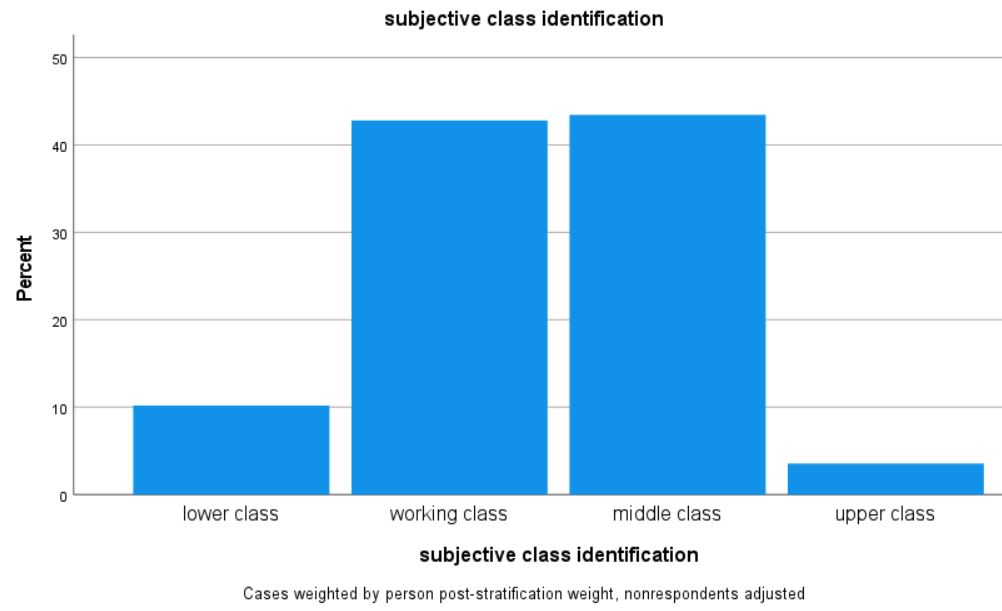 subjective class identification
50
40
30
20
10
0
Percent
lower class working class middle class upper class
subjective class identification
Cases weighted by person post-stratification weight, nonrespondents adjusted